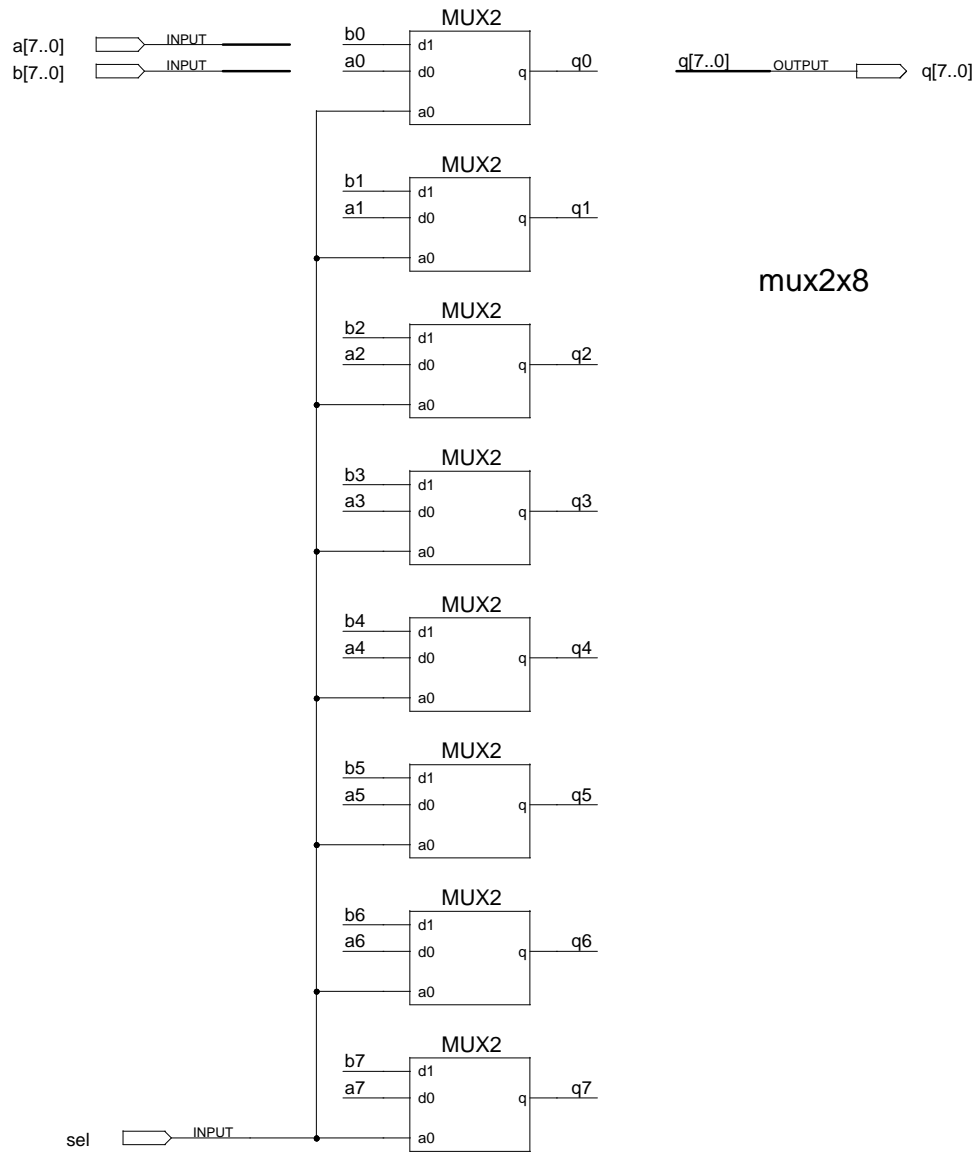 MUX2
a[7..0] INPUT b0 d1
b[7..0] INPUT a0 d0 q q0 q[7..0] OUTPUT q[7..0]
a0
MUX2
b1 d1
a1 d0 q q1
a0
mux2x8
MUX2
b2 d1
a2 d0 q q2
a0
MUX2
b3 d1
a3 d0 q q3
a0
MUX2
b4 d1
a4 d0 q q4
a0
MUX2
b5 d1
a5 d0 q q5
a0
MUX2
b6 d1
a6 d0 q q6
a0
MUX2
b7 d1
a7 d0 q q7
sel INPUT a0